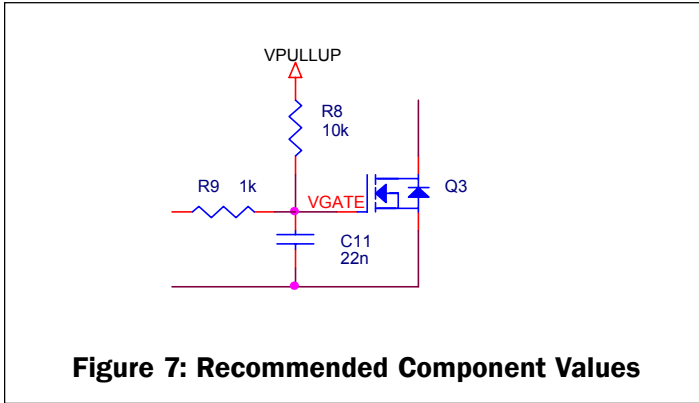 VPULLUP
R8
10k
R9 1k
VGATE
Q3
C11
22n
Figure 7: Recommended Component Values